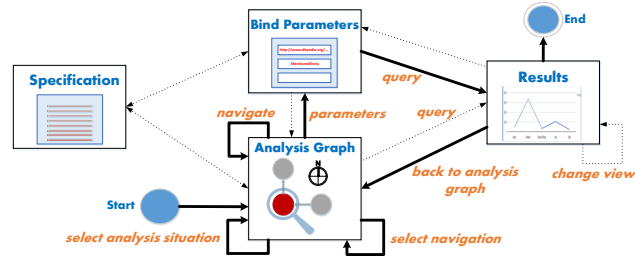 End
Bind Parameters
http://www.dbpedia.org/...
MentionedEntity
Specification
query
Results
navigate
parameters
query
Analysis Graph
N
back to analysis
graph
change view
Start
select analysis situation
select navigation